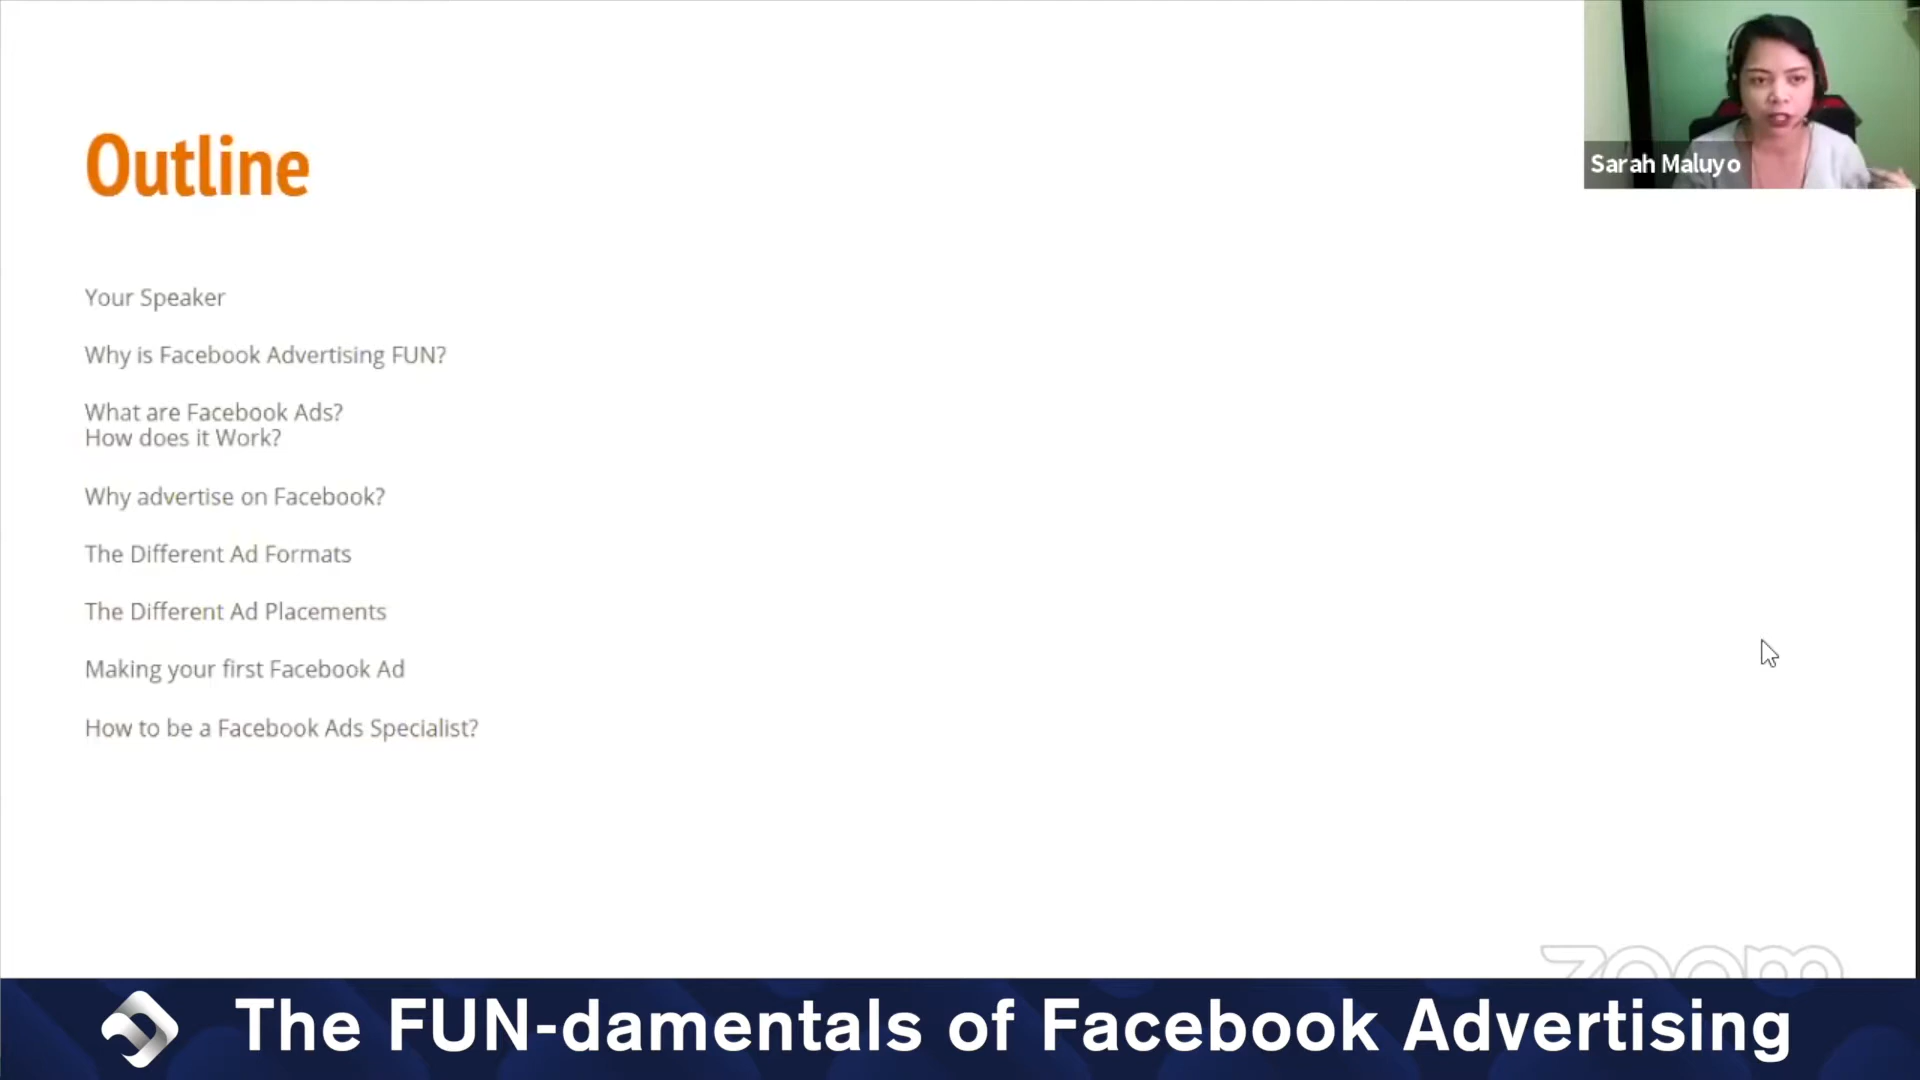 Outline
Your Speaker
Why is Facebook Advertising FUN?
What are Facebook Ads?
How does it Work?
Why advertise on Facebook?
The Different Ad Formats
The Different Ad Placements
Making your first Facebook Ad
How to be a Facebook Ads Specialist?
Sarah Maluyo
zoom
The FUN-damentals of Facebook Advertising